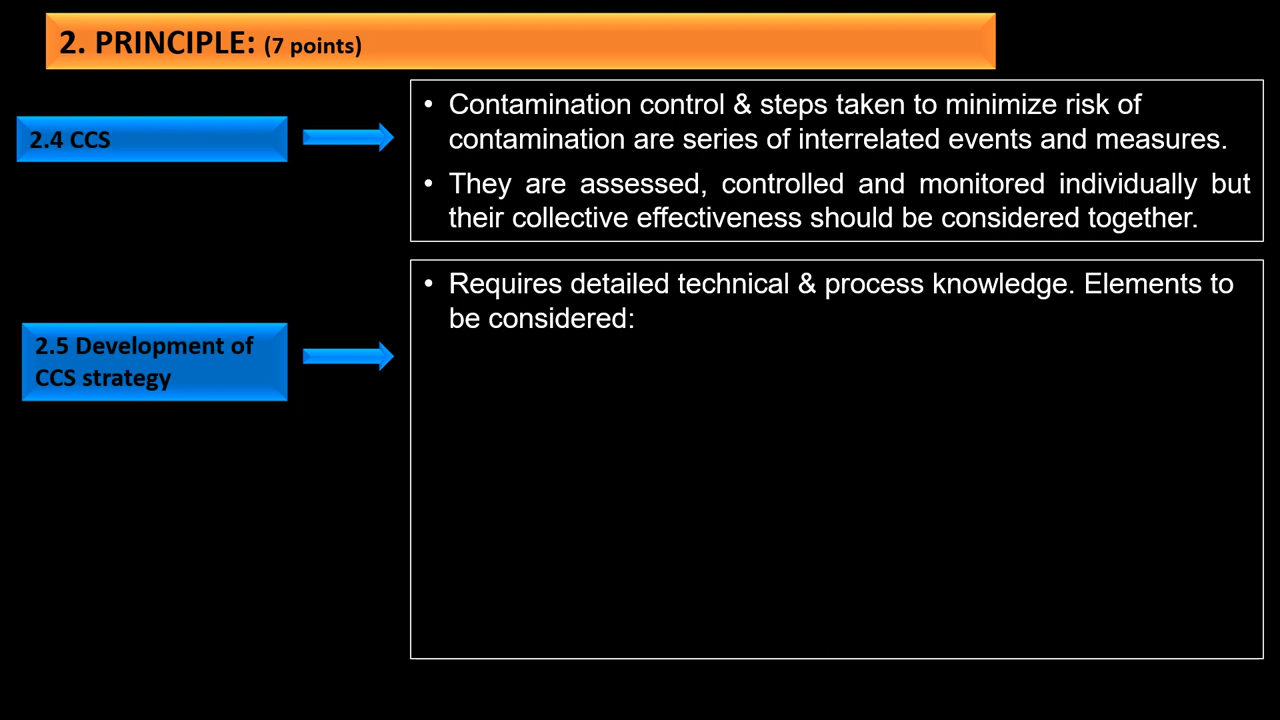 2. PRINCIPLE: (7 points)
2.4 CCS
• Contamination control & steps taken to minimize risk of
contamination are series of interrelated events and measures.
• They are assessed, controlled and monitored individually but
their collective effectiveness should be considered together.
2.5 Development of
CCS strategy
• Requires detailed technical & process knowledge. Elements to
be considered: